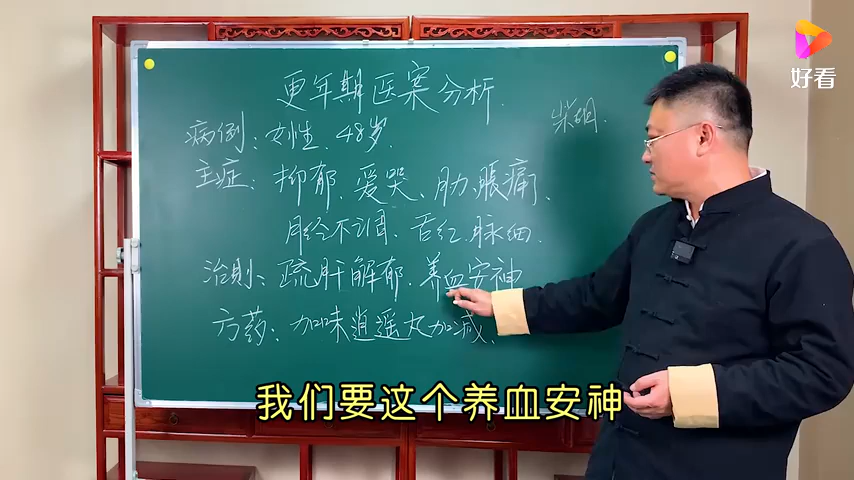 好看
更年期医案分析.
柴胡.
病例:女性.48岁.
主症:抑郁.爱哭、胁胀痛、
月经不调.舌红.脉细.
治则:疏肝解郁.养血安神
方药:加味逍遥丸加减、
我们要这个养血安神